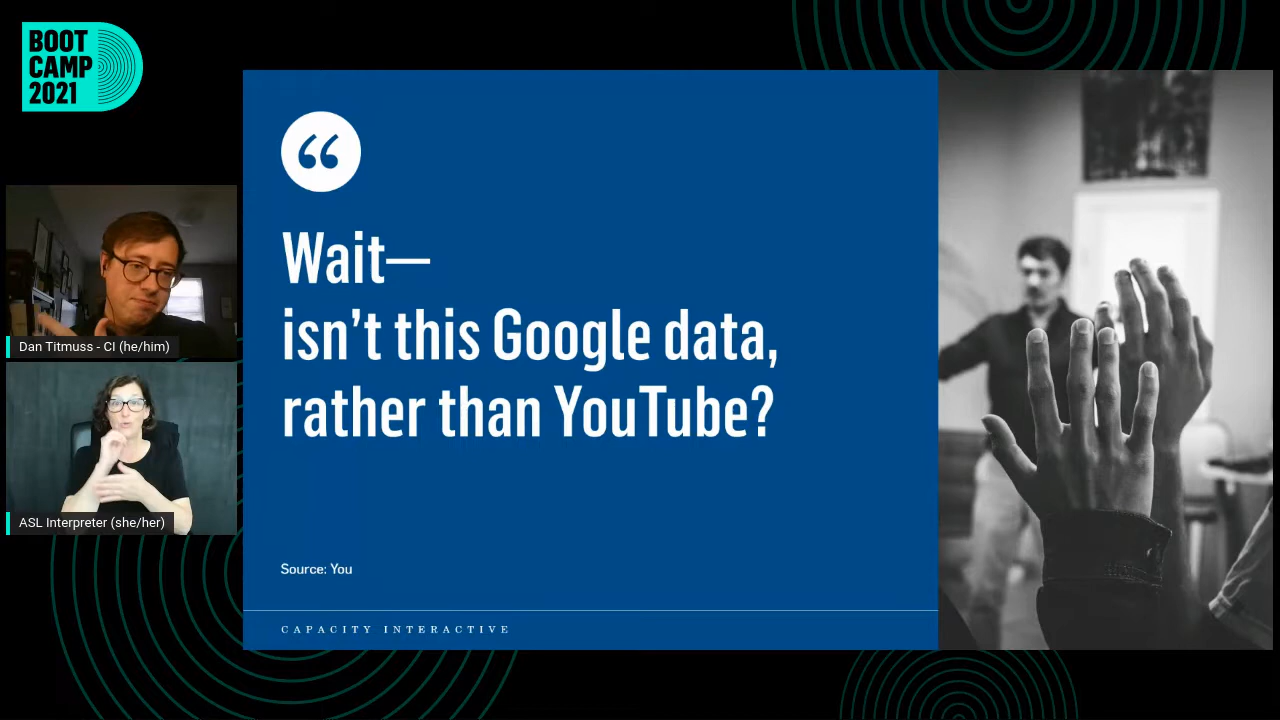 BOOT
CAMP
2021
“
Wait—
isn’t this Google data,
rather than YouTube?
Source: You
CAPACITY INTERACTIVE
Dan Titmuss - CI (he/him)
ASL Interpreter (she/her)